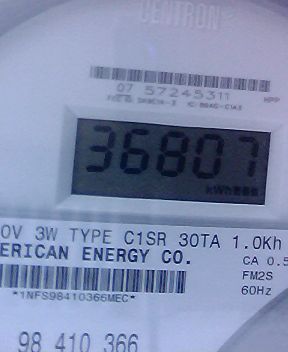 CENTRON
07 57245311
36807
kWh
0V 3W TYPE C1SR 30TA 1.0Kh
ERICAN ENERGY CO.
CA 0.5
FM2S
*1NFS98410366MEC*
60Hz
98 410 366